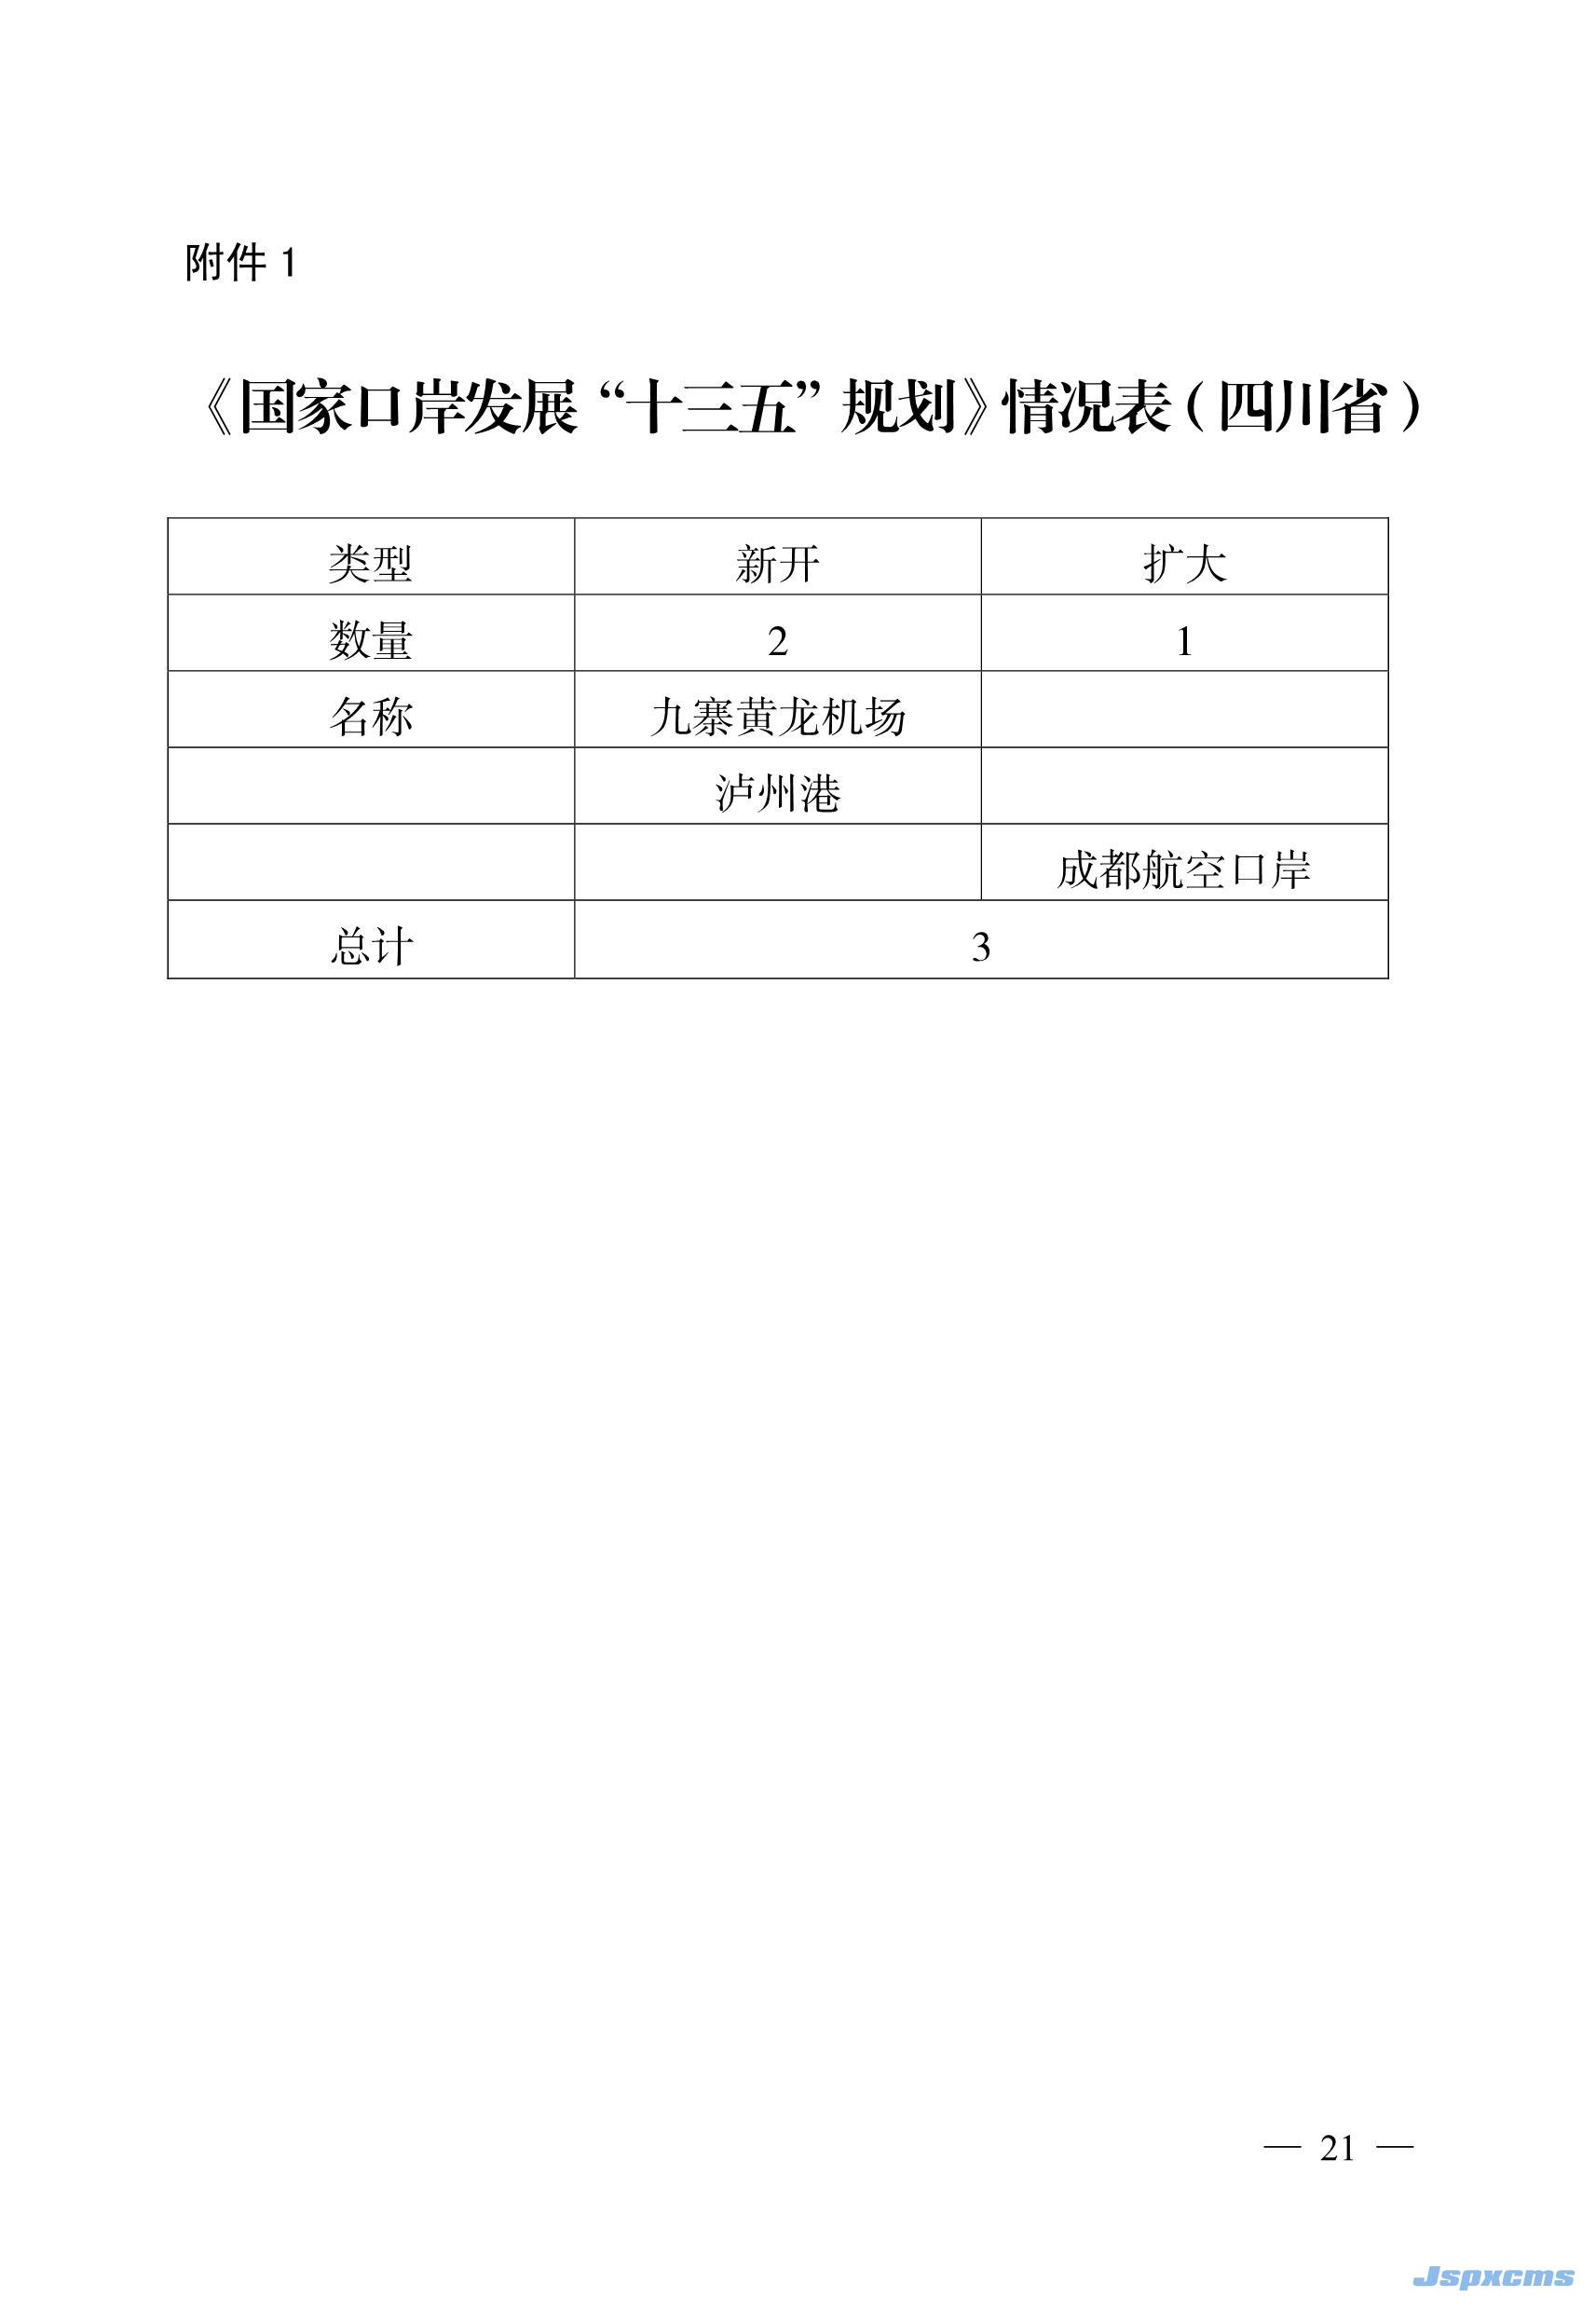 附件 1
《国家口岸发展“十三五”规划》情况表（四川省）
类型 新开 扩大
数量 2 1
名称 九寨黄龙机场
泸州港
成都航空口岸
总计 3
— 21 —
Jspxcms